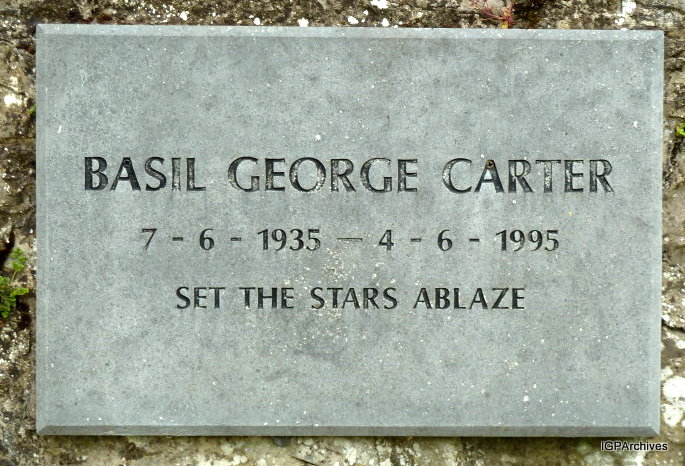 BASIL GEORGE CARTER
7 - 6 - 1935 — 4 - 6 - 1995
SET THE STARS ABLAZE
IGPArchives